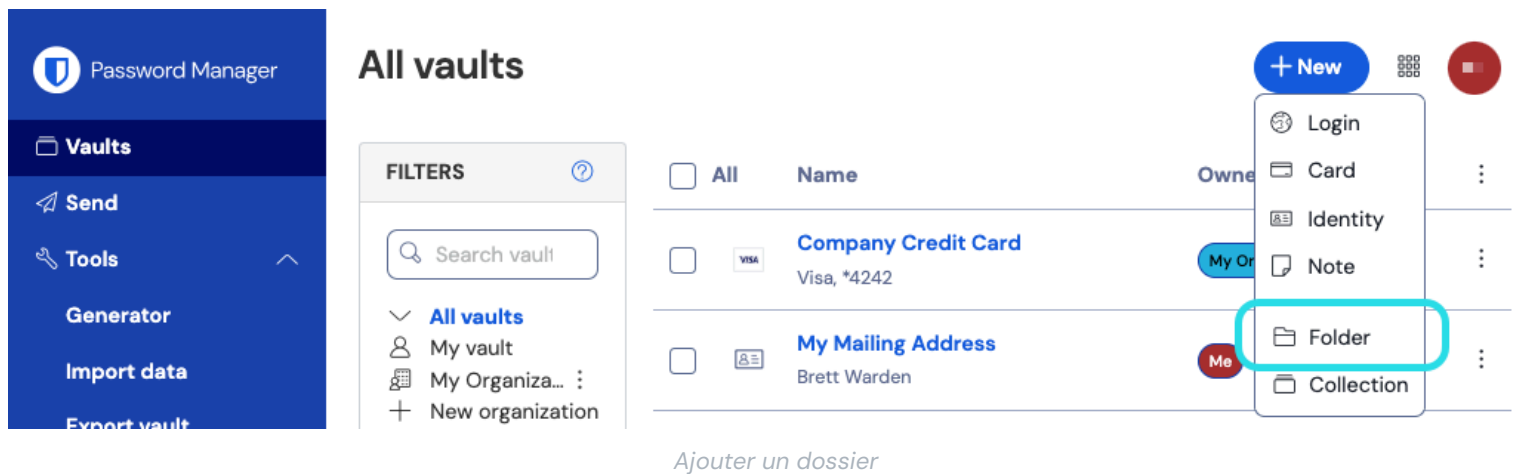 Password Manager
Vaults
Send
Tools
Generator
Import data
Export vault
All vaults
New
FILTERS
Search vault
All vaults
My vault
My Organiza...
New organization
All Name Owne
VISA
Company Credit Card
Visa, *4242
My Or
My Mailing Address
Brett Warden
Me
Login
Card
Identity
Note
Folder
Collection
Ajouter un dossier